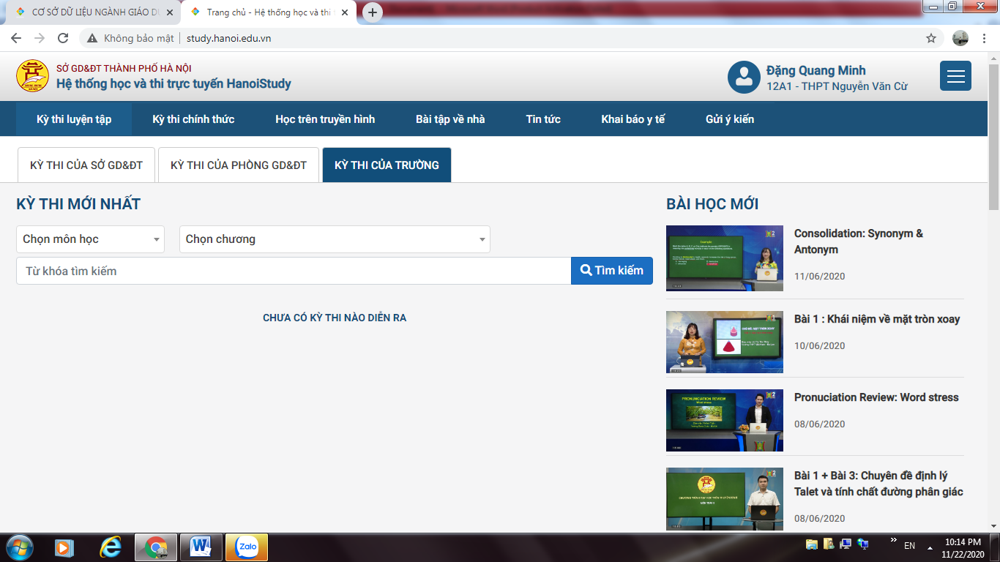 CƠ SỞ DỮ LIỆU NGÀNH GIÁO DỤ
Trang chủ - Hệ thống học và thi t
Không bảo mật
study.hanoi.edu.vn
SỞ GD&ĐT THÀNH PHỐ HÀ NỘI
Hệ thống học và thi trực tuyến HanoiStudy
Đặng Quang Minh
12A1 - THPT Nguyễn Văn Cừ
Kỳ thi luyện tập
Kỳ thi chính thức
Học trên truyền hình
Bài tập về nhà
Tin tức
Khai báo y tế
Gửi ý kiến
KỲ THI CỦA SỞ GD&ĐT
KỲ THI CỦA PHÒNG GD&ĐT
KỲ THI CỦA TRƯỜNG
KỲ THI MỚI NHẤT
Chọn môn học
Chọn chương
Từ khóa tìm kiếm
Tìm kiếm
CHƯA CÓ KỲ THI NÀO DIỄN RA
BÀI HỌC MỚI
Example
Consolidation: Synonym &
Antonym
11/06/2020
Bài 1 : Khái niệm về mặt tròn xoay
10/06/2020
PRONUNCIATION REVIEW
Word stress
Pronuciation Review: Word stress
08/06/2020
Bài 1 + Bài 3: Chuyên đề định lý
Talet và tính chất đường phân giác
08/06/2020
Zalo
EN
10:14 PM
11/22/2020